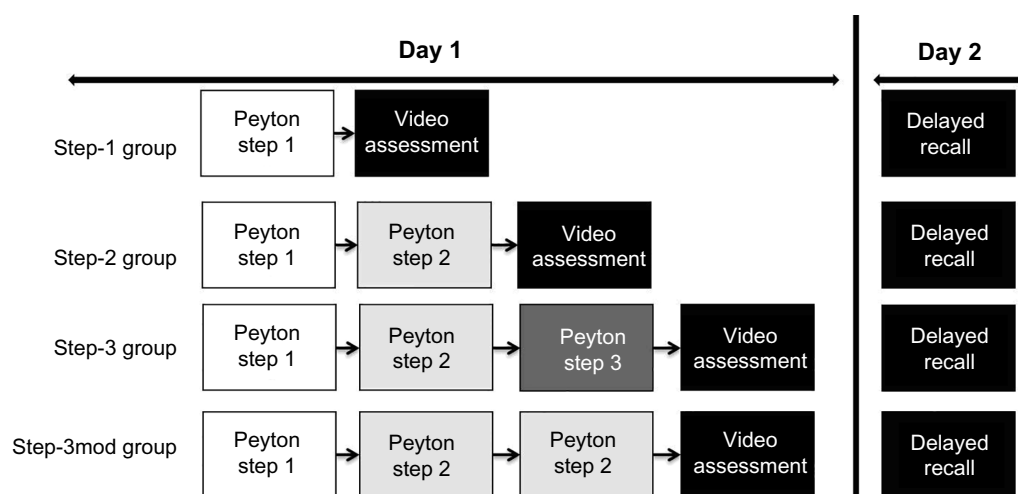 Day 1
Day 2
Step-1 group
Peyton
step 1
Video
assessment
Delayed
recall
Step-2 group
Peyton
step 1
Peyton
step 2
Video
assessment
Delayed
recall
Step-3 group
Peyton
step 1
Peyton
step 2
Peyton
step 3
Video
assessment
Delayed
recall
Step-3mod group
Peyton
step 1
Peyton
step 2
Peyton
step 2
Video
assessment
Delayed
recall